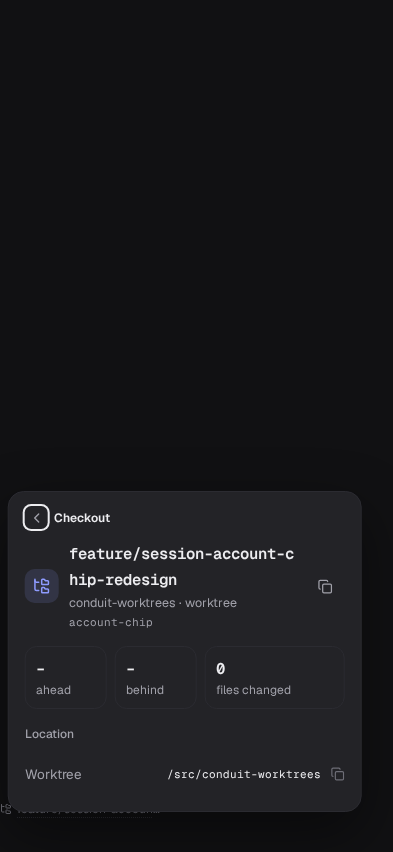 Checkout
feature/session-account-c
hip-redesign
conduit-worktrees · worktree
account-chip
-
-
0
ahead
behind
files changed
Location
Worktree
/src/conduit-worktrees